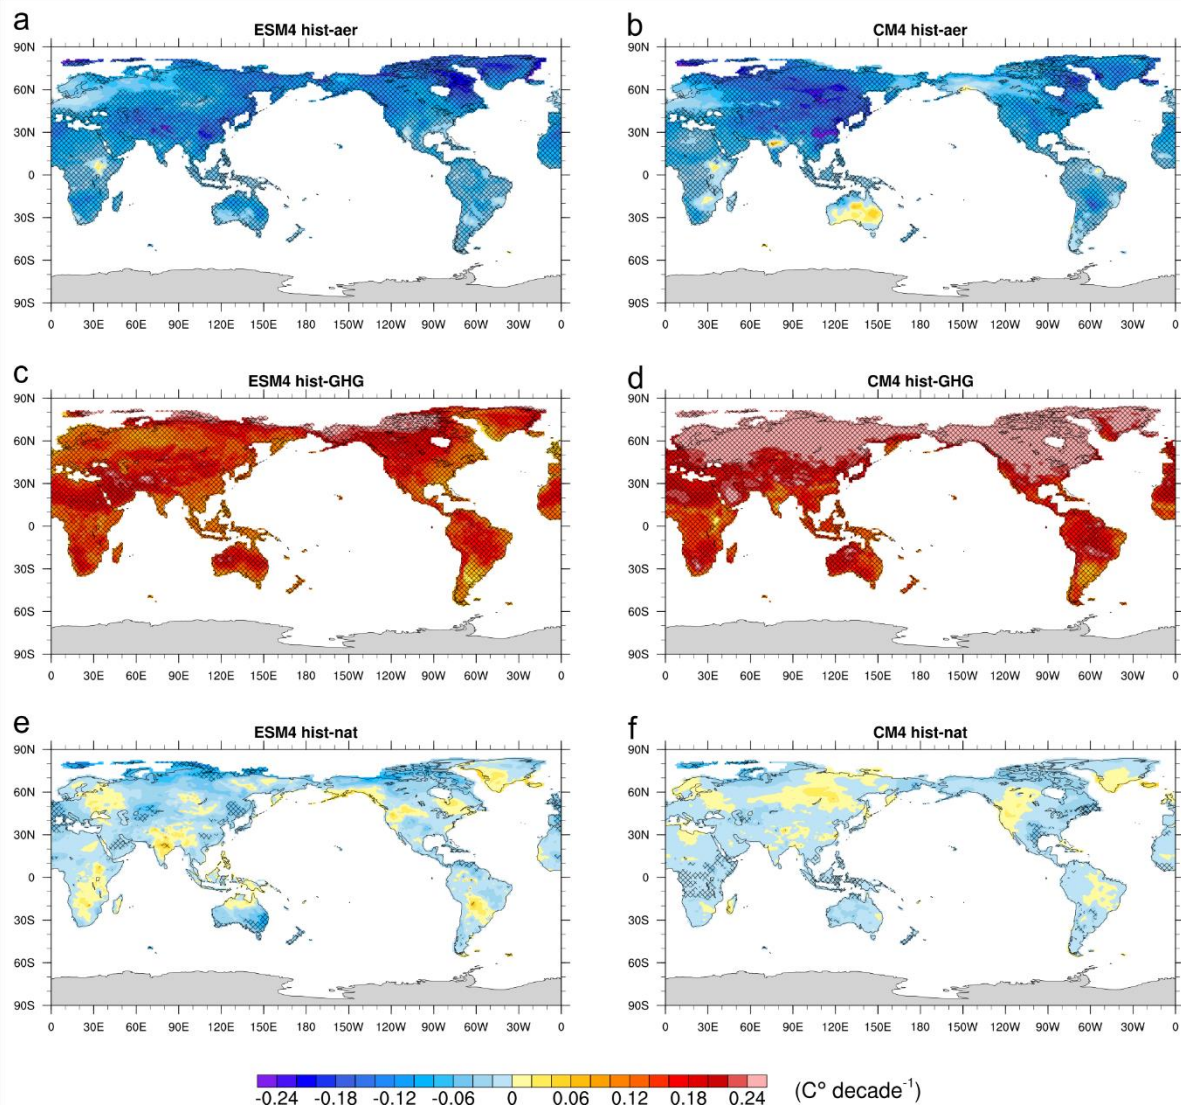 a b
ESM4 hist-aer CM4 hist-aer
90N 90N
60N 60N
30N 30N
0 0
30S 30S
60S 60S
90S 90S
0 30E 60E 90E 120E 150E 180 150W 120W 90W 60W 30W 0 0 30E 60E 90E 120E 150E 180 150W 120W 90W 60W 30W 0
c d
ESM4 hist-GHG CM4 hist-GHG
90N 90N
60N 60N
30N 30N
0 0
30S 30S
60S 60S
90S 90S
0 30E 60E 90E 120E 150E 180 150W 120W 90W 60W 30W 0 0 30E 60E 90E 120E 150E 180 150W 120W 90W 60W 30W 0
e f
ESM4 hist-nat CM4 hist-nat
90N 90N
60N 60N
30N 30N
0 0
30S 30S
60S 60S
90S 90S
0 30E 60E 90E 120E 150E 180 150W 120W 90W 60W 30W 0 0 30E 60E 90E 120E 150E 180 150W 120W 90W 60W 30W 0
-0.24 -0.18 -0.12 -0.06 0 0.06 0.12 0.18 0.24 (C° decade⁻¹)